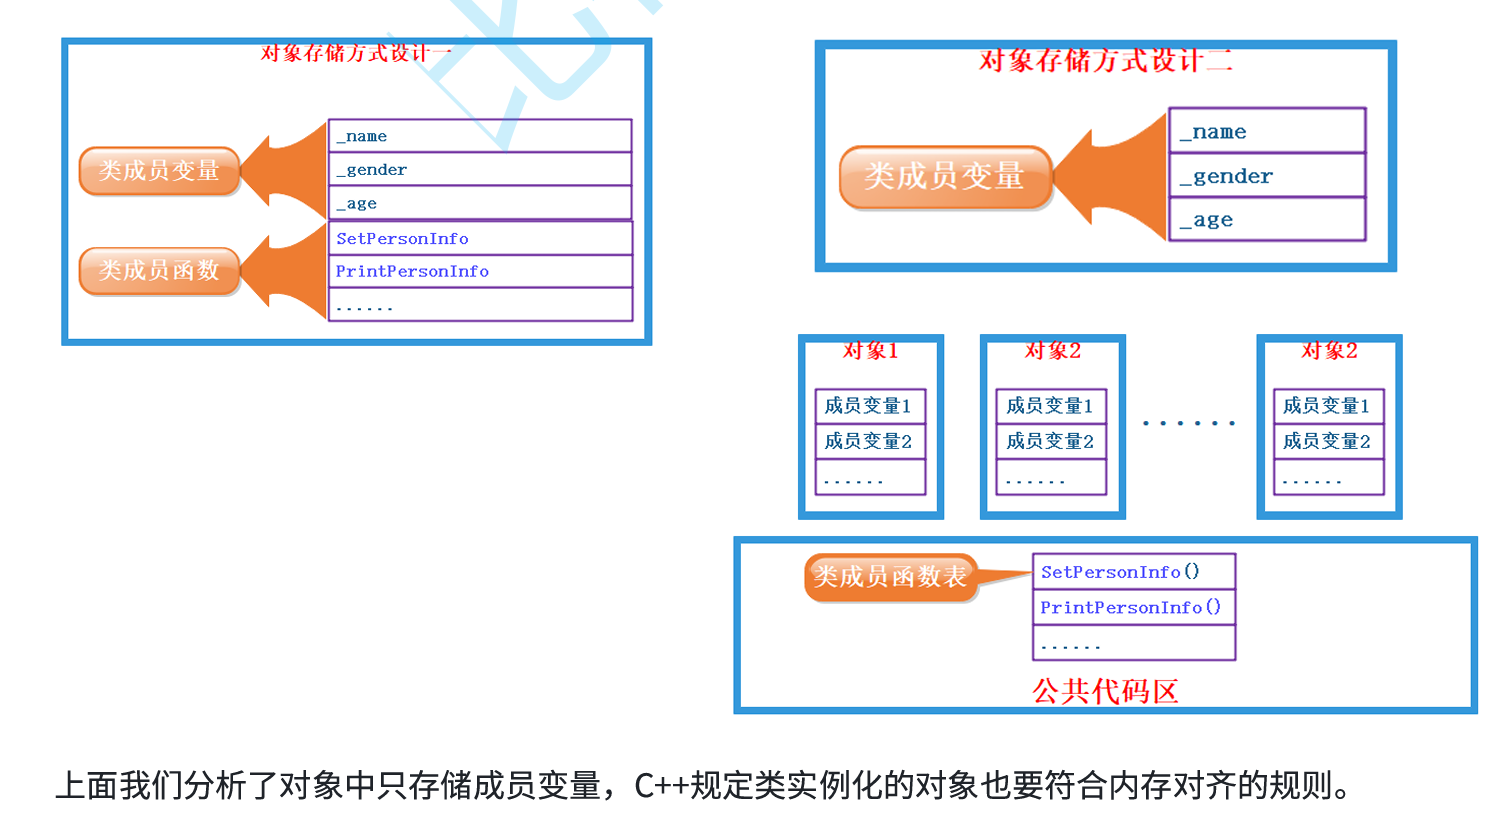 对象存储方式设计一
类成员变量
_name
_gender
_age
类成员函数
SetPersonInfo
PrintPersonInfo
......
对象存储方式设计二
类成员变量
_name
_gender
_age
对象1
成员变量1
成员变量2
......
对象2
成员变量1
成员变量2
......
......
对象2
成员变量1
成员变量2
......
类成员函数表
SetPersonInfo()
PrintPersonInfo()
......
公共代码区
上面我们分析了对象中只存储成员变量，C++规定类实例化的对象也要符合内存对齐的规则。